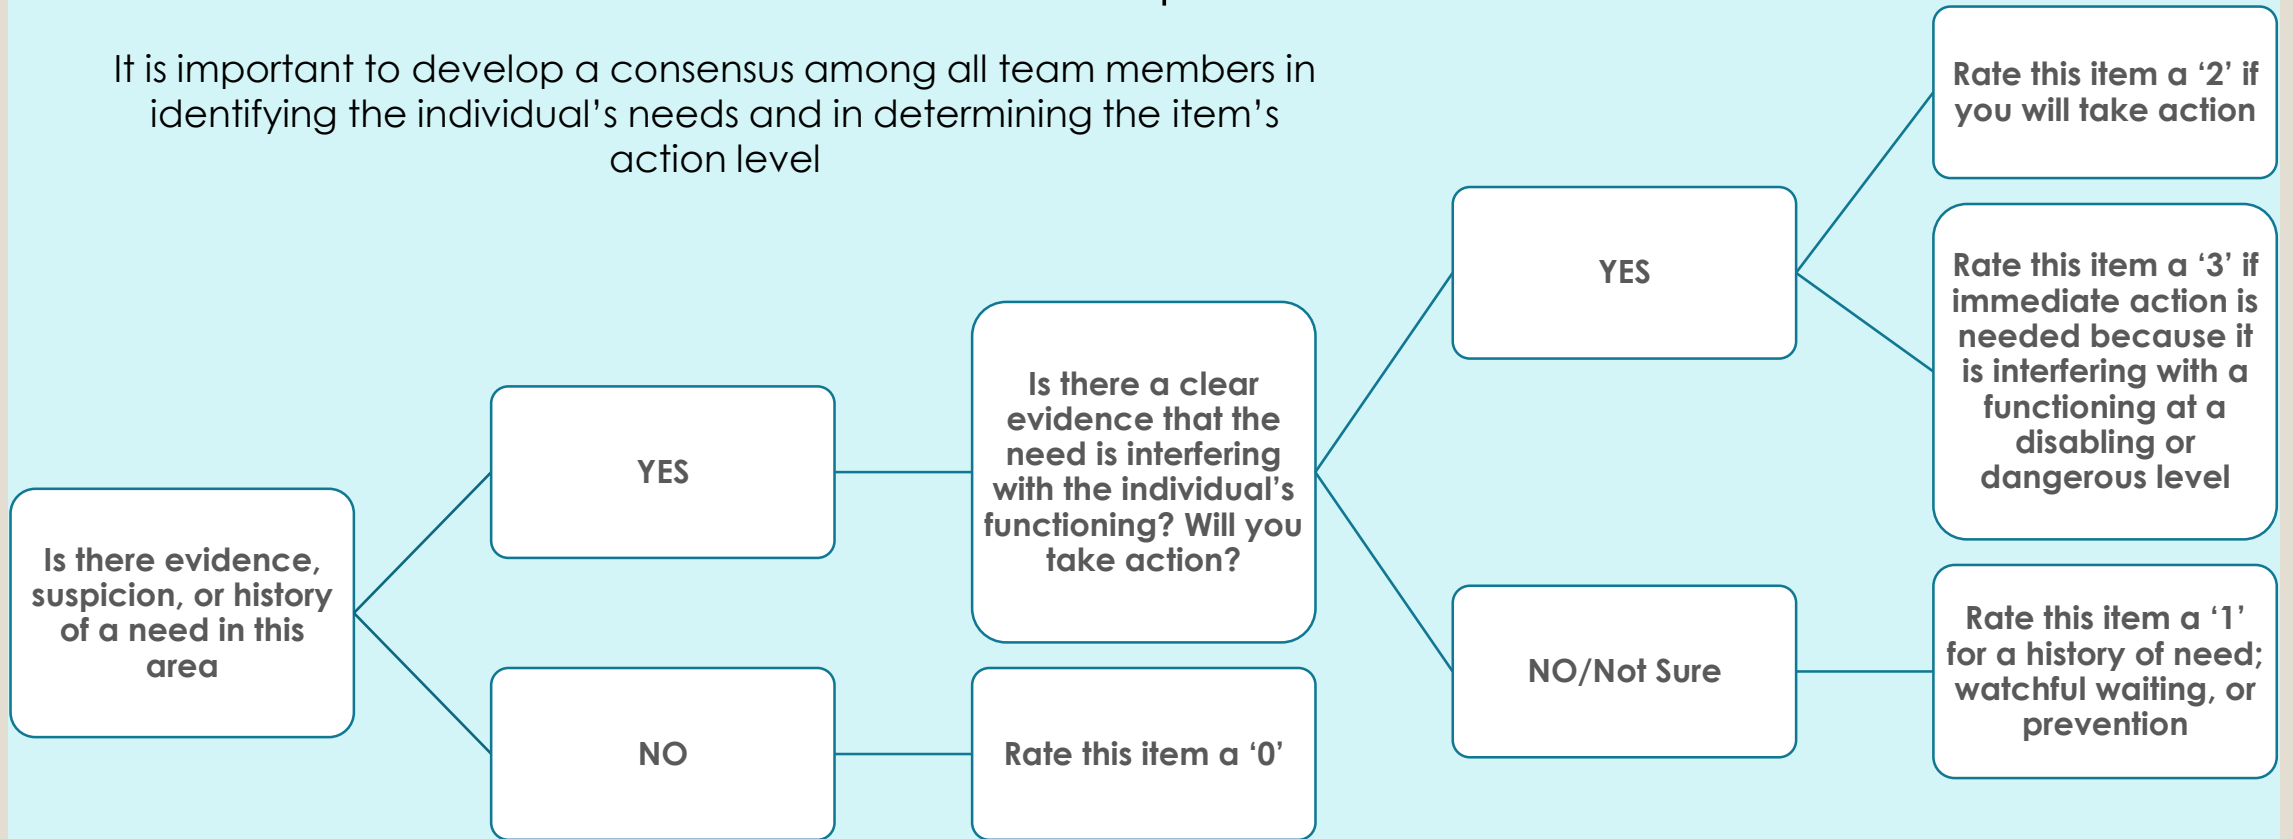 It is important to develop a consensus among all team members in
identifying the individual’s needs and in determining the item’s
action level
Is there evidence,
suspicion, or history
of a need in this
area
YES
NO
Is there a clear
evidence that the
need is interfering
with the individual’s
functioning? Will you
take action?
Rate this item a ‘0’
YES
NO/Not Sure
Rate this item a ‘2’ if
you will take action
Rate this item a ‘3’ if
immediate action is
needed because it
is interfering with a
functioning at a
disabling or
dangerous level
Rate this item a ‘1’
for a history of need;
watchful waiting, or
prevention